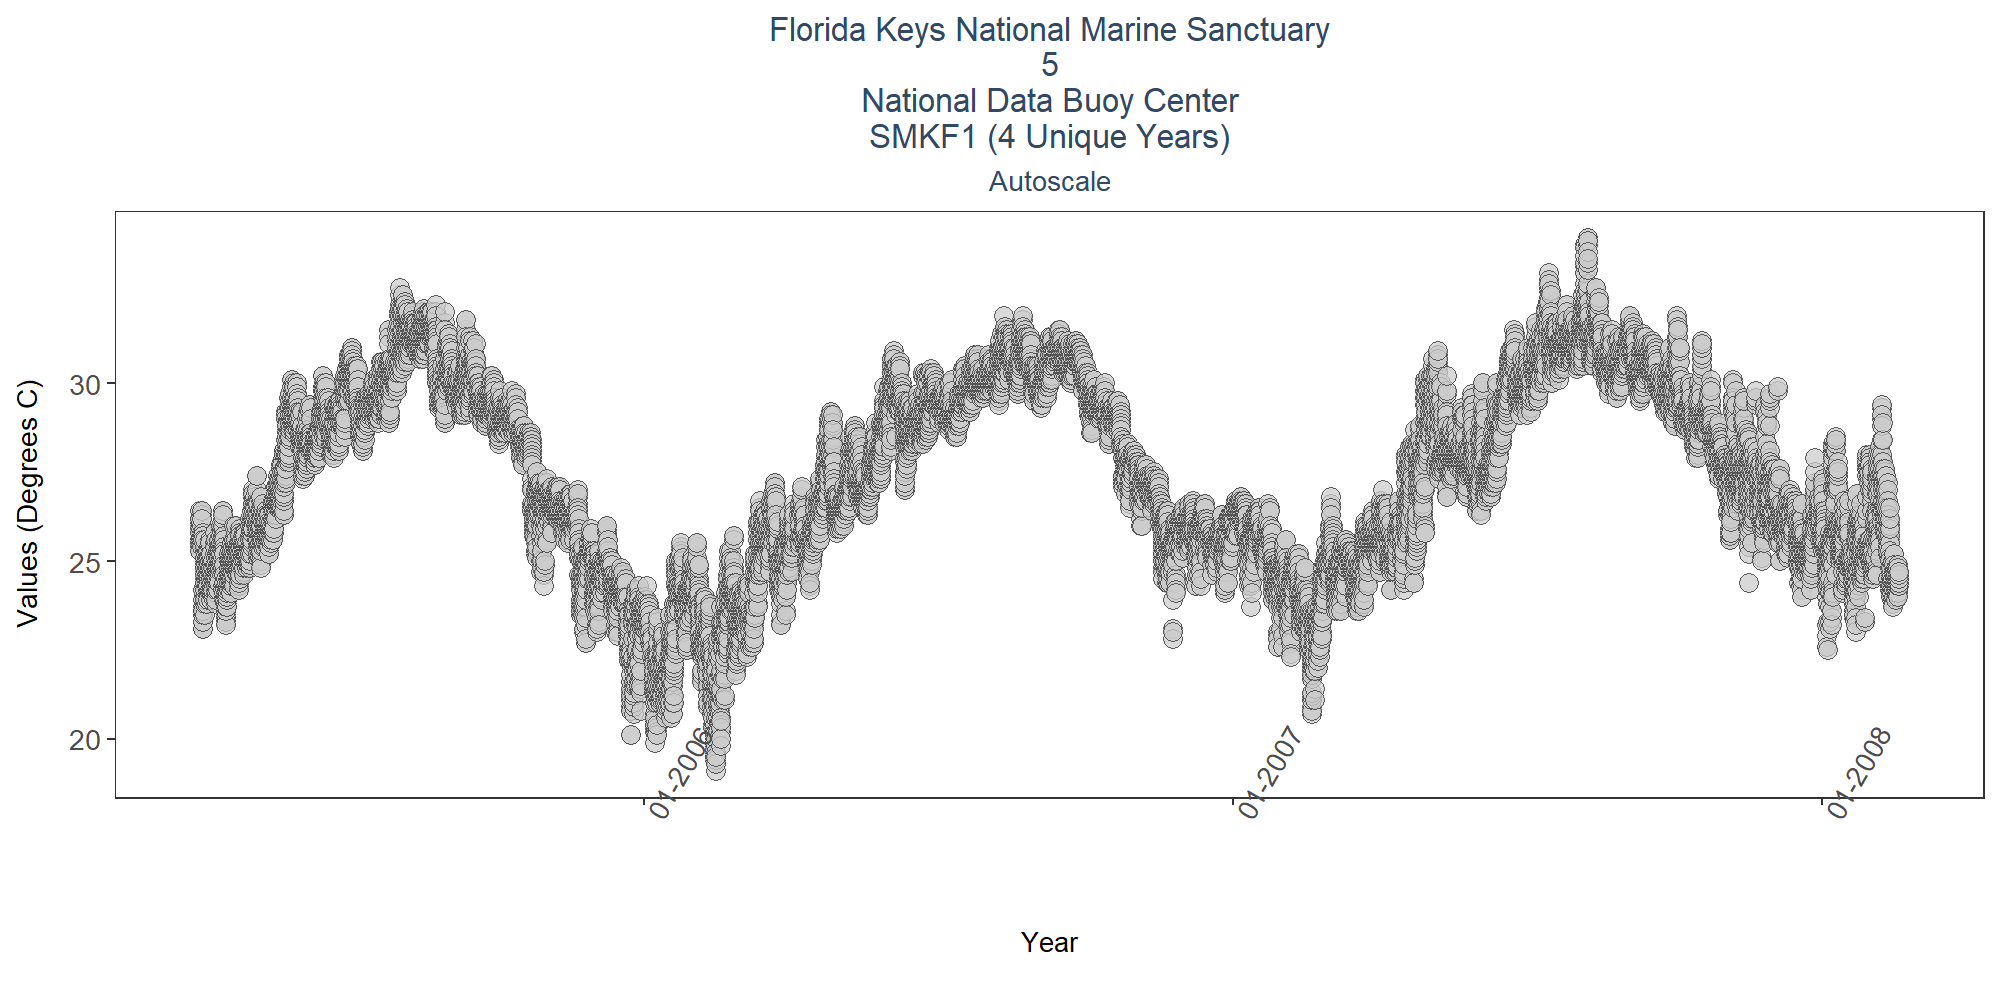 Florida Keys National Marine Sanctuary
5
National Data Buoy Center
SMKF1 (4 Unique Years)
Autoscale
Values (Degrees C)
30
25
20
01-2006
01-2007
01-2008
Year